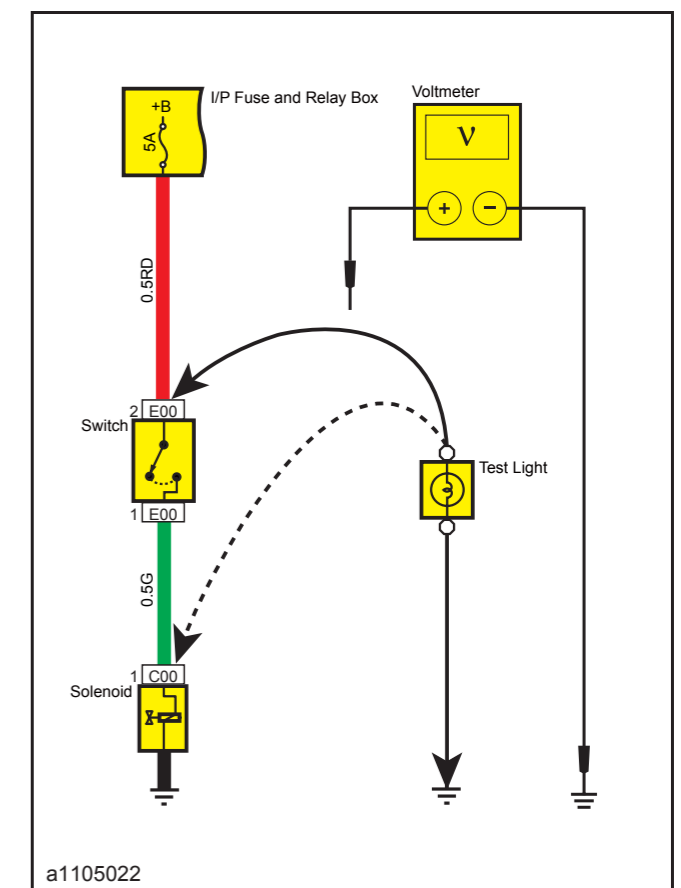 I/P Fuse and Relay Box
Voltmeter
+B
5A
V
+
-
0.5RD
2 E00
Switch
Test Light
1 E00
0.5G
1 C00
Solenoid
a1105022